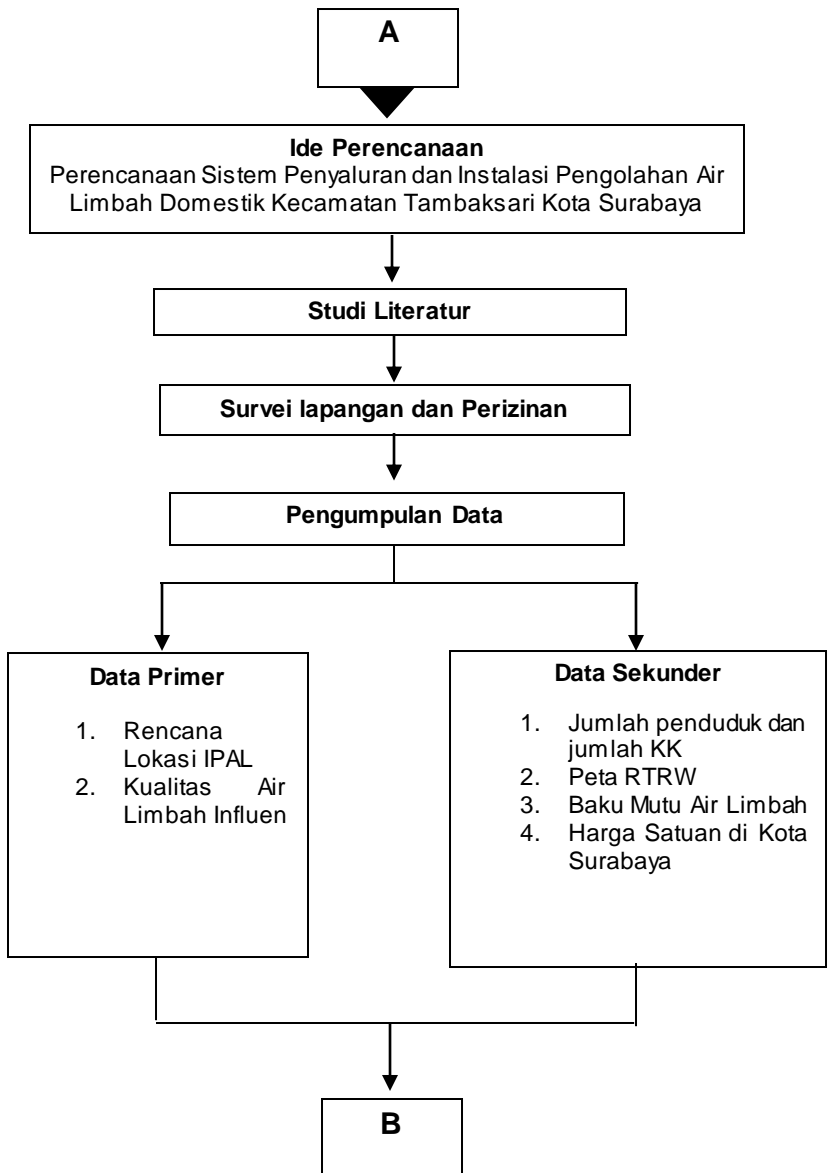 A
Ide Perencanaan
Perencanaan Sistem Penyaluran dan Instalasi Pengolahan Air
Limbah Domestik Kecamatan Tambaksari Kota Surabaya
Studi Literatur
Survei lapangan dan Perizinan
Pengumpulan Data
Data Primer
1. Rencana
Lokasi IPAL
2. Kualitas Air
Limbah Influen
Data Sekunder
1. Jumlah penduduk dan
jumlah KK
2. Peta RTRW
3. Baku Mutu Air Limbah
4. Harga Satuan di Kota
Surabaya
B